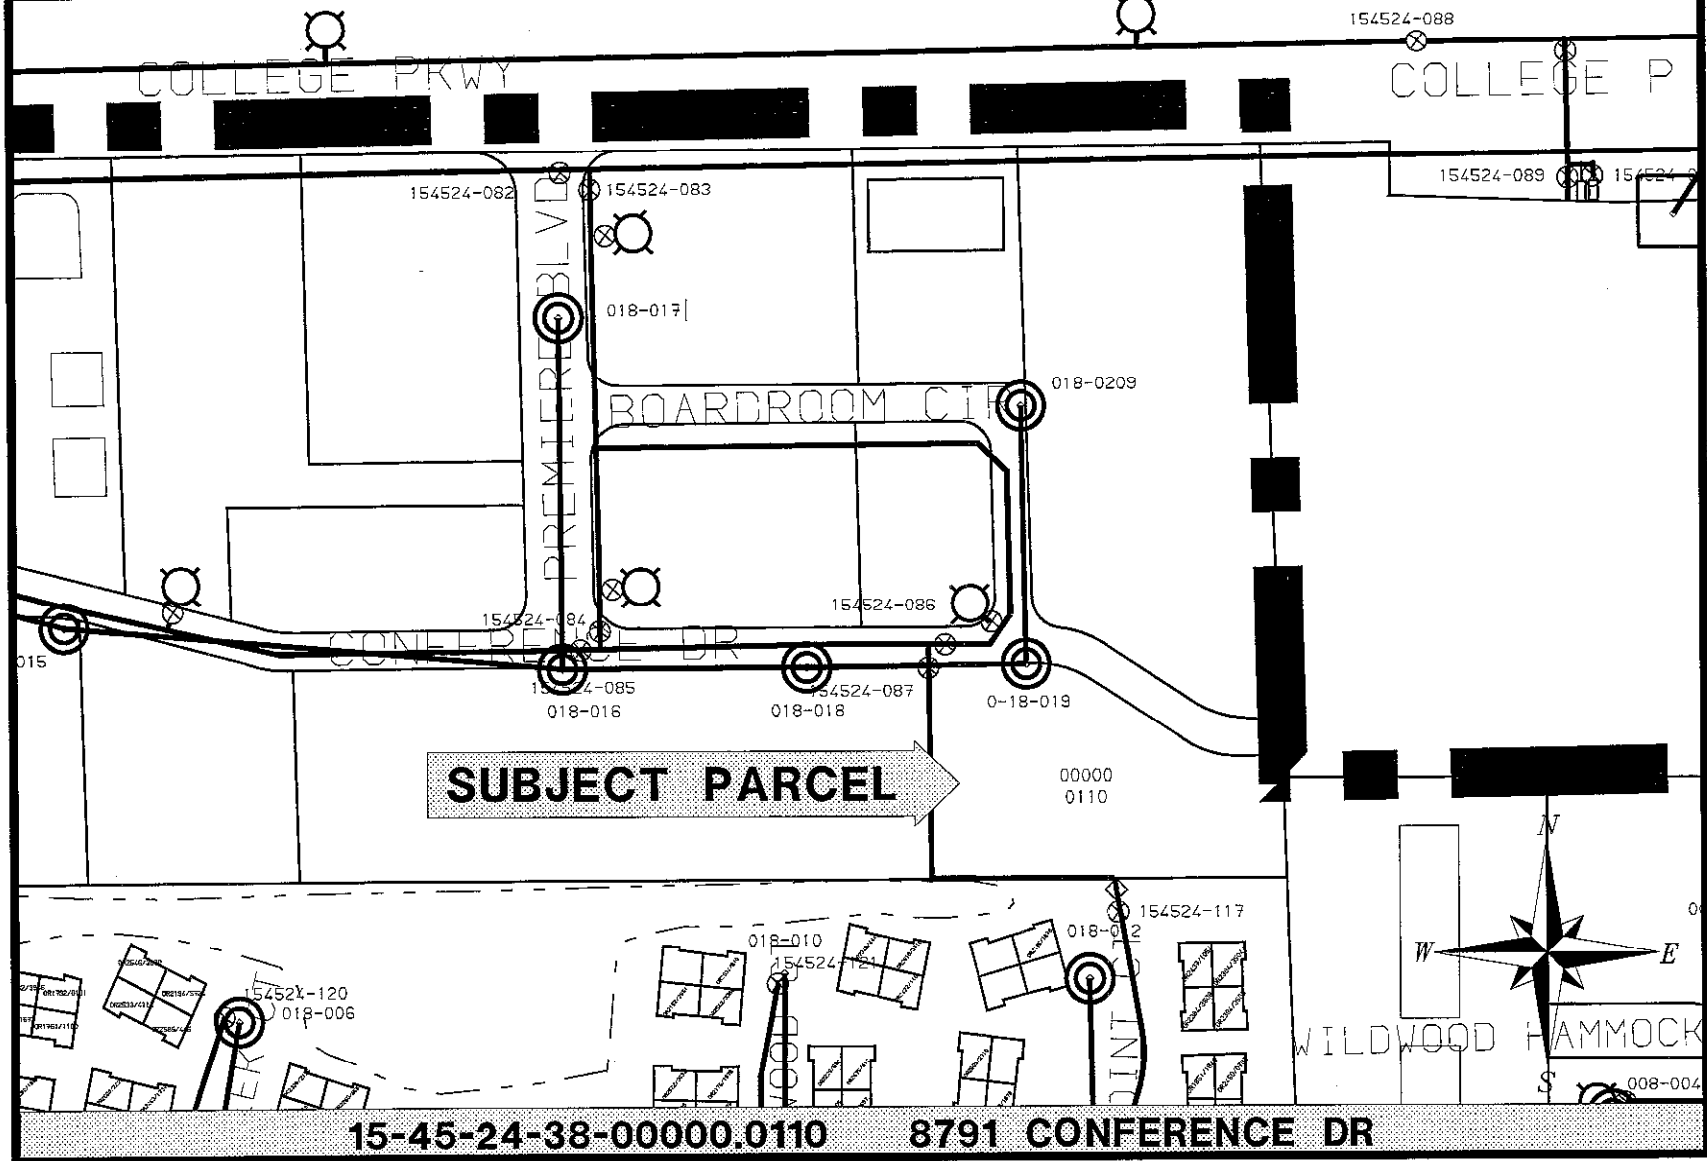 154524-088
COLLEGE PKWY
COLLEGE P
154524-082
154524-083
154524-089
PREMIERE BLVD
018-017
018-0209
BOARDROOM CIR
154524-084
154524-086
CONFERENCE DR
015
154524-085
018-016
154524-087
018-018
0-18-019
SUBJECT PARCEL
00000
0110
N
W
E
S
154524-117
018-010
154524-121
154524-120
018-006
WILDWOOD HAMMOCK
008-004
15-45-24-38-00000.0110 8791 CONFERENCE DR